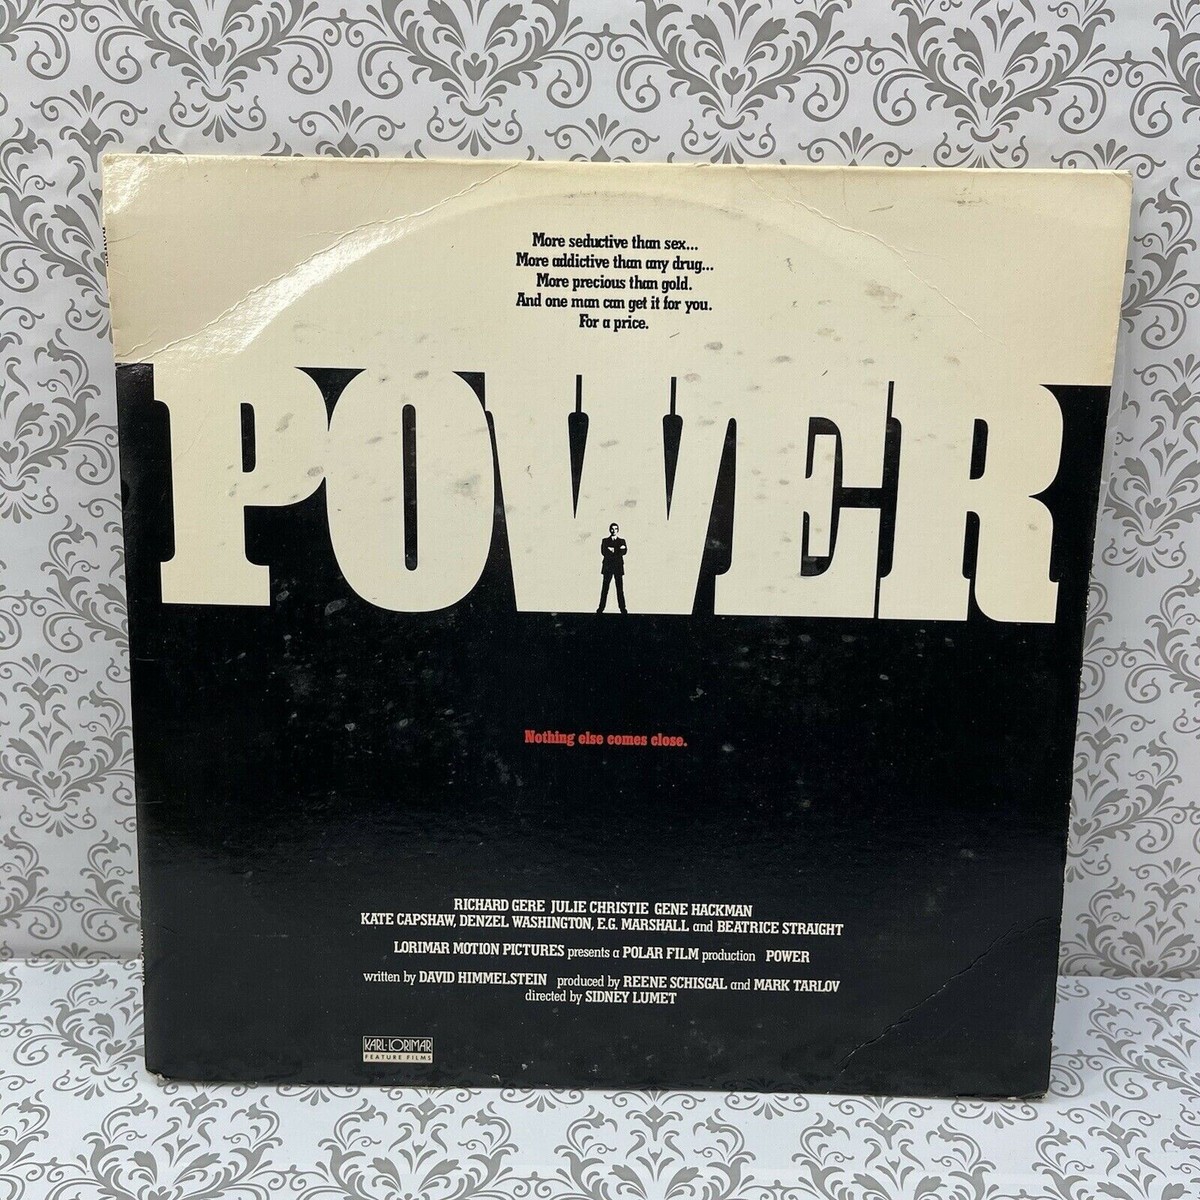 More seductive than sex...
More addictive than any drug...
More precious than gold.
And one man can get it for you.
For a price.
POWER
Nothing else comes close.
RICHARD GERE JULIE CHRISTIE GENE HACKMAN
KATE CAPSHAW, DENZEL WASHINGTON, E.G. MARSHALL and BEATRICE STRAIGHT
LORIMAR MOTION PICTURES presents a POLAR FILM production POWER
written by DAVID HIMMELSTEIN produced by REENE SCHISGAL and MARK TARLOV
directed by SIDNEY LUMET
KARL·LORIMAR
FEATURE FILMS